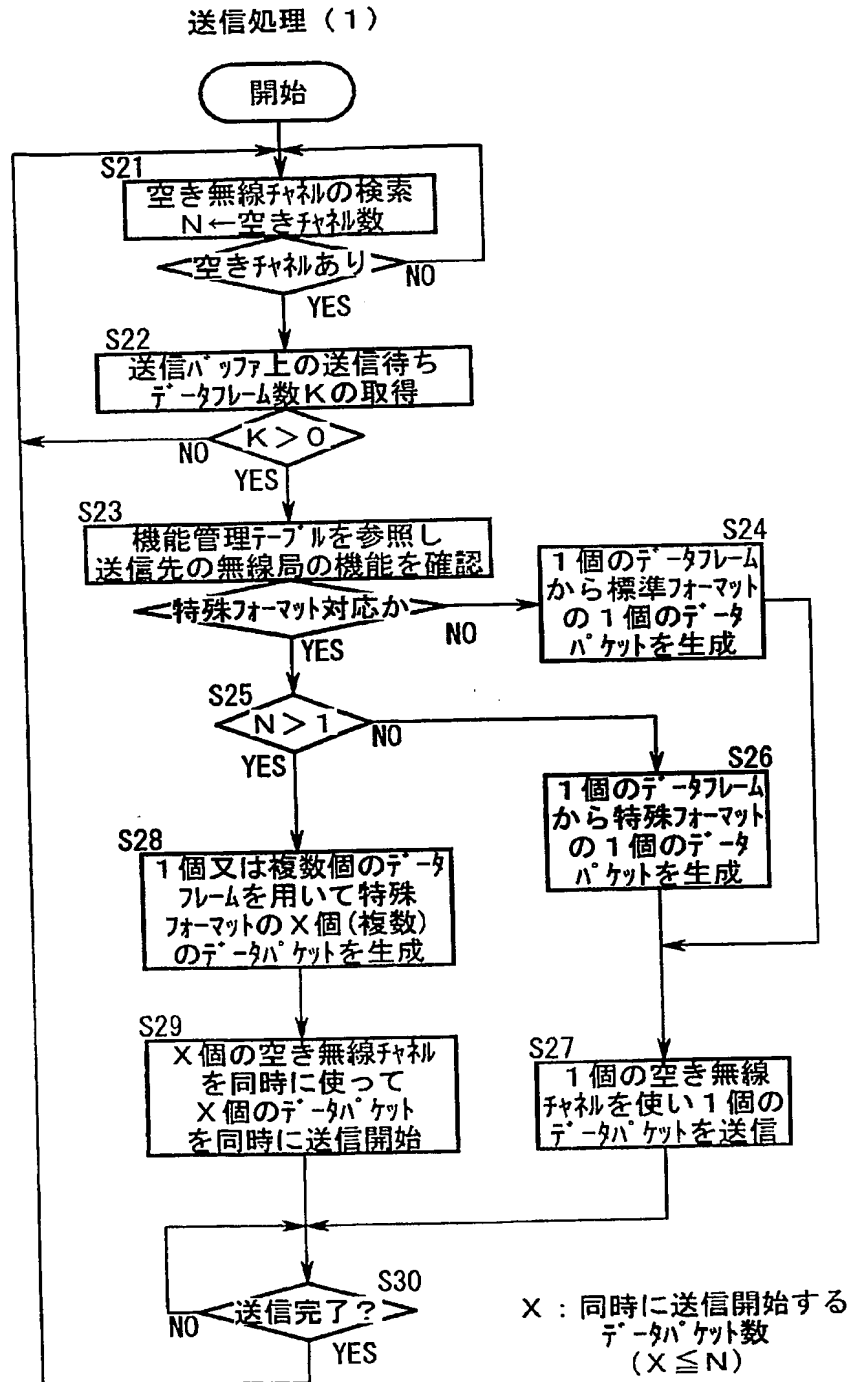 送信処理（１）
開始
S21
空き無線ﾁｬﾈﾙの検索
Ｎ←空きﾁｬﾈﾙ数
空きﾁｬﾈﾙあり
NO
YES
S22
送信ﾊﾞｯﾌｧ上の送信待ち
ﾃﾞｰﾀﾌﾚｰﾑ数Ｋの取得
Ｋ＞０
NO
YES
S23
機能管理ﾃｰﾌﾞﾙを参照し
送信先の無線局の機能を確認
特殊ﾌｫｰﾏｯﾄ対応か
NO
YES
S24
１個のﾃﾞｰﾀﾌﾚｰﾑ
から標準ﾌｫｰﾏｯﾄ
の１個のﾃﾞｰﾀ
ﾊﾟｹｯﾄを生成
S25
Ｎ＞１
NO
YES
S26
１個のﾃﾞｰﾀﾌﾚｰﾑ
から特殊ﾌｫｰﾏｯﾄ
の１個のﾃﾞｰﾀ
ﾊﾟｹｯﾄを生成
S28
１個又は複数個のﾃﾞｰﾀ
ﾌﾚｰﾑを用いて特殊
ﾌｫｰﾏｯﾄのＸ個(複数)
のﾃﾞｰﾀﾊﾟｹｯﾄを生成
S29
Ｘ個の空き無線ﾁｬﾈﾙ
を同時に使って
Ｘ個のﾃﾞｰﾀﾊﾟｹｯﾄ
を同時に送信開始
S27
１個の空き無線
ﾁｬﾈﾙを使い１個の
ﾃﾞｰﾀﾊﾟｹｯﾄを送信
S30
送信完了？
NO
YES
Ｘ：同時に送信開始する
ﾃﾞｰﾀﾊﾟｹｯﾄ数
(Ｘ≦Ｎ)